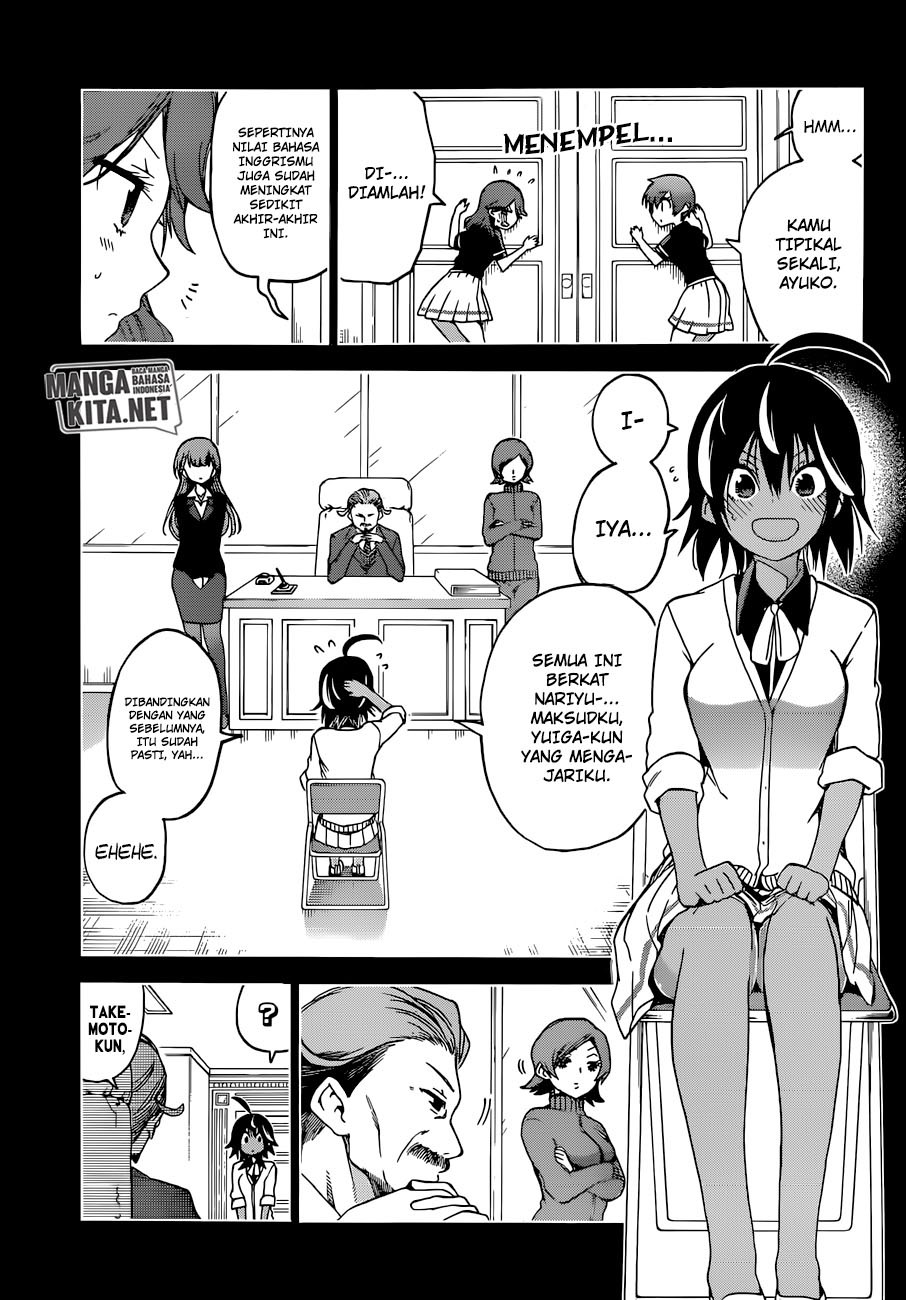 HMM...
KAMU
TIPIKAL
SEKALI,
AYUKO.
MENEMPEL...
DI-...
DIAMLAH!
SEPERTINYA
NILAI BAHASA
INGGRISMU
JUGA SUDAH
MENINGKAT
SEDIKIT
AKHIR-AKHIR
INI.
MANGA
KITA.NET
BACA MANGA
BAHASA
INDONESIA
I-
IYA...
SEMUA INI
BERKAT
NARIYU-...
MAKSUDKU,
YUIGA-KUN
YANG MENGA-
JARIKU.
DIBANDINGKAN
DENGAN YANG
SEBELUMNYA,
ITU SUDAH
PASTI, YAH...
EHEHE.
?
TAKE-
MOTO-
KUN,